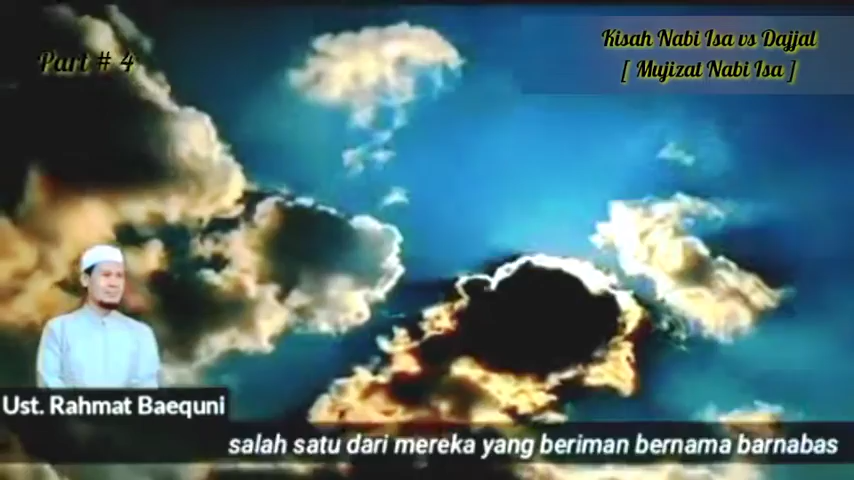 Part # 4
Kisah Nabi Isa vs Dajjal
[ Mujizat Nabi Isa ]
Ust. Rahmat Baequni
salah satu dari mereka yang beriman bernama barnabas